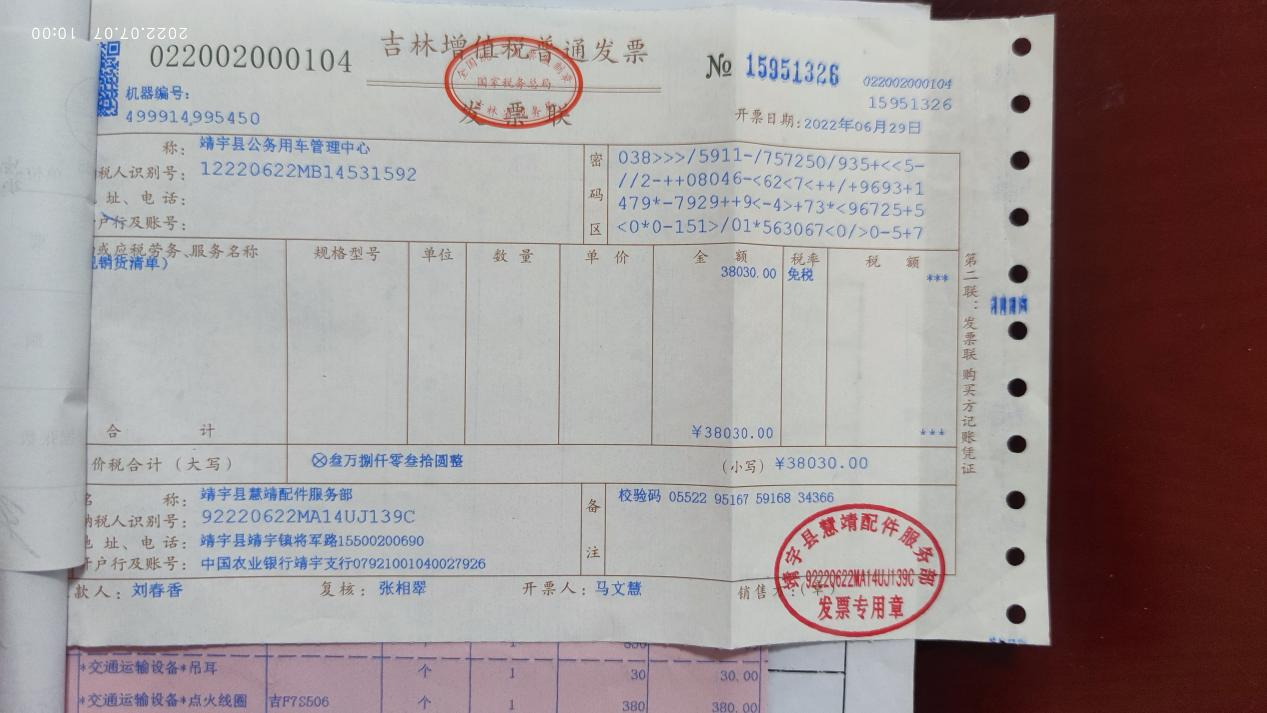 2022.07.07 10:00
022002000104
吉林增值税普通发票
发票联
国家税务总局
№ 15951326
022002000104
15951326
机器编号:
499914995450
开票日期:2022年06月29日
称: 靖宇县公务用车管理中心
税人识别号: 12220622MB14531592
址、电话:
户行及账号:
密码区
038>>>/5911-/757250/935+<<5-
//2-++08046-<62<7<++/+9693+1
479*-7929++9<-4>+73*<96725+5
<0*0-151>/01*563067<0/>0-5+7
或应税劳务、服务名称 规格型号 单位 数量 单价 金额 税率 税额
销货清单) 38030.00 免税 ***
合计 ¥38030.00 ***
价税合计(大写) ⊗叁万捌仟零叁拾圆整 (小写) ¥38030.00
名称: 靖宇县慧靖配件服务部
纳税人识别号: 92220622MA14UJ139C
地址、电话: 靖宇县靖宇镇将军路15500200690
开户行及账号: 中国农业银行靖宇支行07921001040027926
备注
校验码 05522 95167 59168 34366
款人: 刘春香 复核: 张相翠 开票人: 马文慧 销售
靖宇县慧靖配件服务部
92220622MA14UJ139C
发票专用章
第二联:发票联 购买方记账凭证
*交通运输设备*吊耳 个 1 30 30.00
*交通运输设备*点火线圈 吉F7S506 个 1 380 380.00